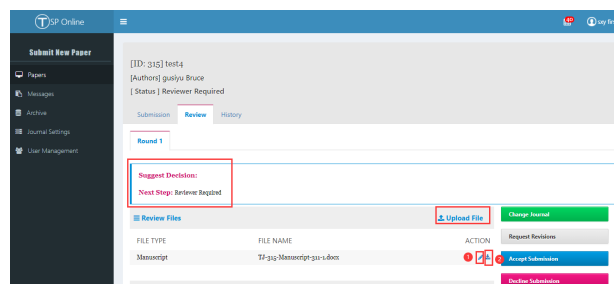 TSP Online
40
sxy fir
Submit New Paper
Papers
Messages
Archive
Journal Settings
User Management
[ID: 315] test4
[Authors] gusiyu Bruce
[ Status ] Reviewer Required
Submission Review History
Round 1
Suggest Decision:
Next Step: Reviewer Required
Review Files
Upload File
FILE TYPE FILE NAME ACTION
Manuscript TJ-315-Manuscript-311-1.docx 1 2
Change Journal
Request Revisions
Accept Submission
Decline Submission